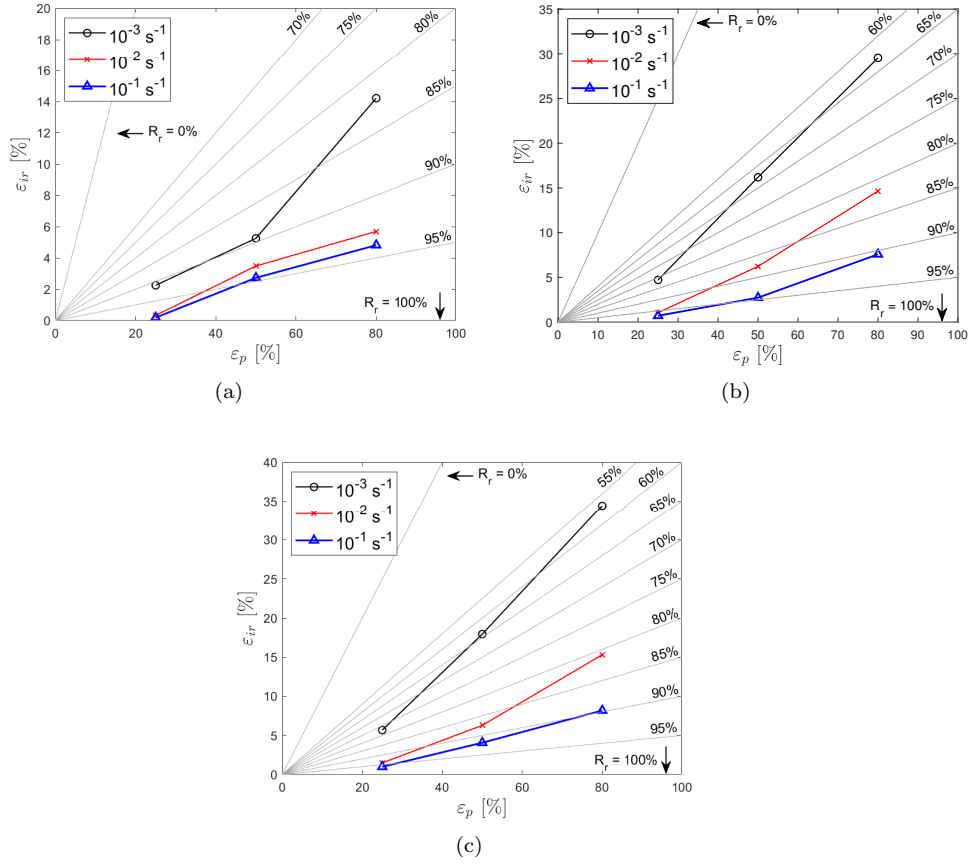 20
18
16
14
12
10
8
6
4
2
0
ε_ir [%]
10^-3 s^-1
10^-2 s^-1
10^-1 s^-1
70%
75%
80%
85%
90%
95%
R_r = 0%
R_r = 100%
0 20 40 60 80 100
ε_p [%]
(a)
35
30
25
20
15
10
5
0
ε_ir [%]
10^-3 s^-1
10^-2 s^-1
10^-1 s^-1
R_r = 0%
60%
65%
70%
75%
80%
85%
90%
95%
R_r = 100%
0 10 20 30 40 50 60 70 80 90 100
ε_p [%]
(b)
40
35
30
25
20
15
10
5
0
ε_ir [%]
10^-3 s^-1
10^-2 s^-1
10^-1 s^-1
R_r = 0%
55%
60%
65%
70%
75%
80%
85%
90%
95%
R_r = 100%
0 20 40 60 80 100
ε_p [%]
(c)